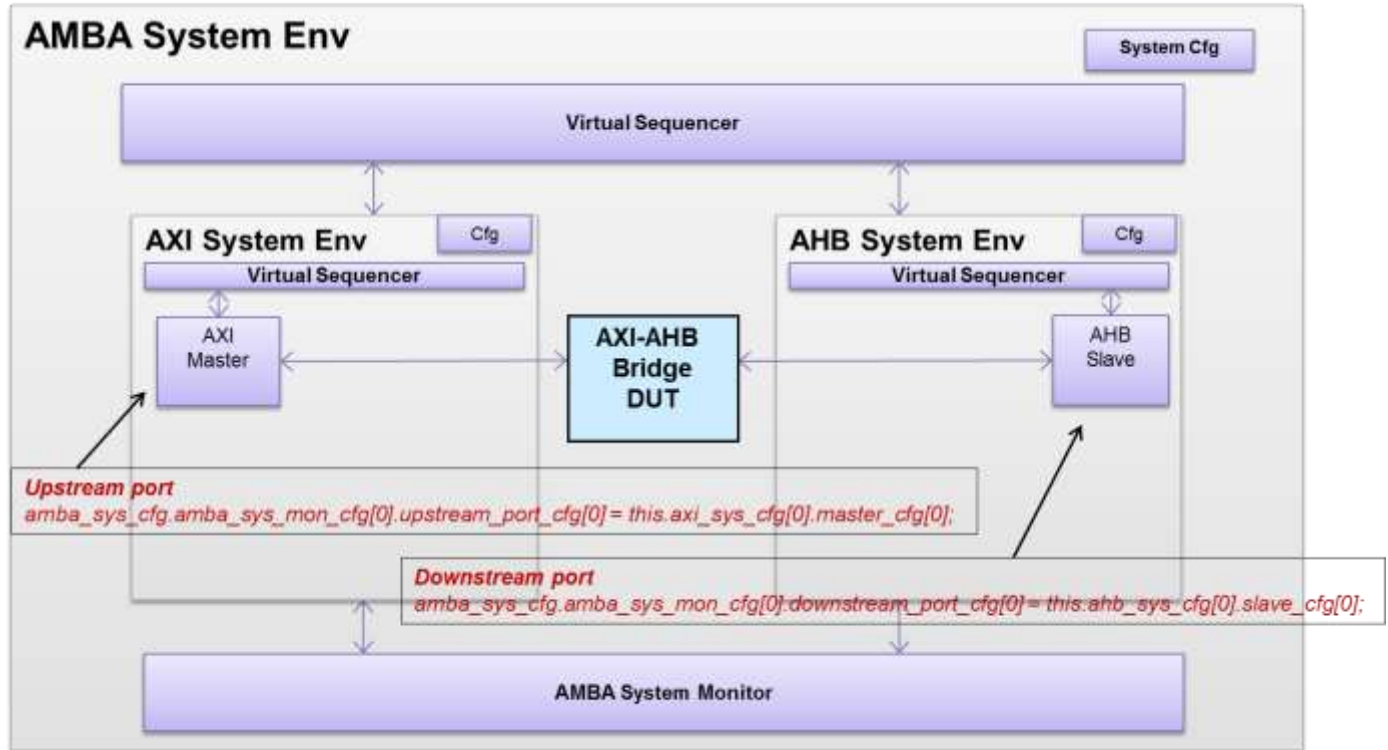 AMBA System Env
System Cfg
Virtual Sequencer
AXI System Env
Cfg
Virtual Sequencer
AXI
Master
AXI-AHB
Bridge
DUT
AHB System Env
Cfg
Virtual Sequencer
AHB
Slave
Upstream port
amba_sys_cfg.amba_sys_mon_cfg[0].upstream_port_cfg[0] = this.axi_sys_cfg[0].master_cfg[0];
Downstream port
amba_sys_cfg.amba_sys_mon_cfg[0].downstream_port_cfg[0] = this.ahb_sys_cfg[0].slave_cfg[0];
AMBA System Monitor